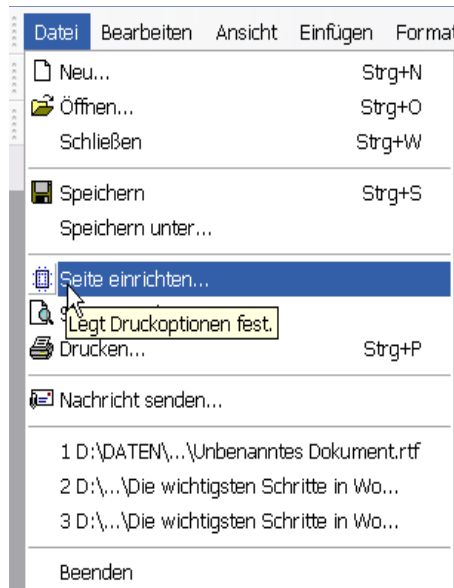 Datei Bearbeiten Ansicht Einfügen Format
Neu... Strg+N
Öffnen... Strg+O
Schließen Strg+W
Speichern Strg+S
Speichern unter...
Seite einrichten...
Legt Druckoptionen fest.
Drucken... Strg+P
Nachricht senden...
1 D:\DATEN\...\Unbenanntes Dokument.rtf
2 D:\...\Die wichtigsten Schritte in Wo...
3 D:\...\Die wichtigsten Schritte in Wo...
Beenden